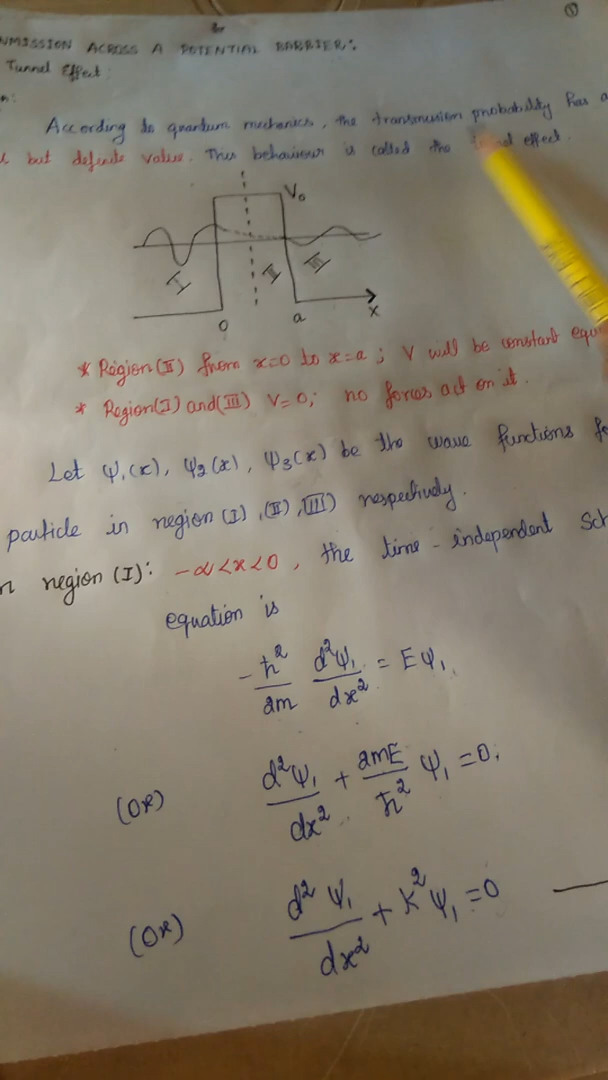 ①
NMISSION ACROSS A POTENTIAL BARRIER:
Tunnel Effect:
n:
According to quantum mechanics, the transmission probability has a
but definite value. This behaviour is called the effect.
V₀
I II III
0 a x
* Region (II) from x=0 to x=a ; V will be constant equ
* Region(I) and (III) V=0; no forces act on it.
Let ψ₁(x), ψ₂(x), ψ₃(x) be the wave functions fo
particle in region (I), (II), (III) respectively.
n region (I): -α<x<0, the time-independent Sch
equation is
-ħ²/2m d²ψ₁/dx² = Eψ₁
(or) d²ψ₁/dx² + 2mE/ħ² ψ₁ = 0;
(or) d²ψ₁/dx² + k²ψ₁ = 0